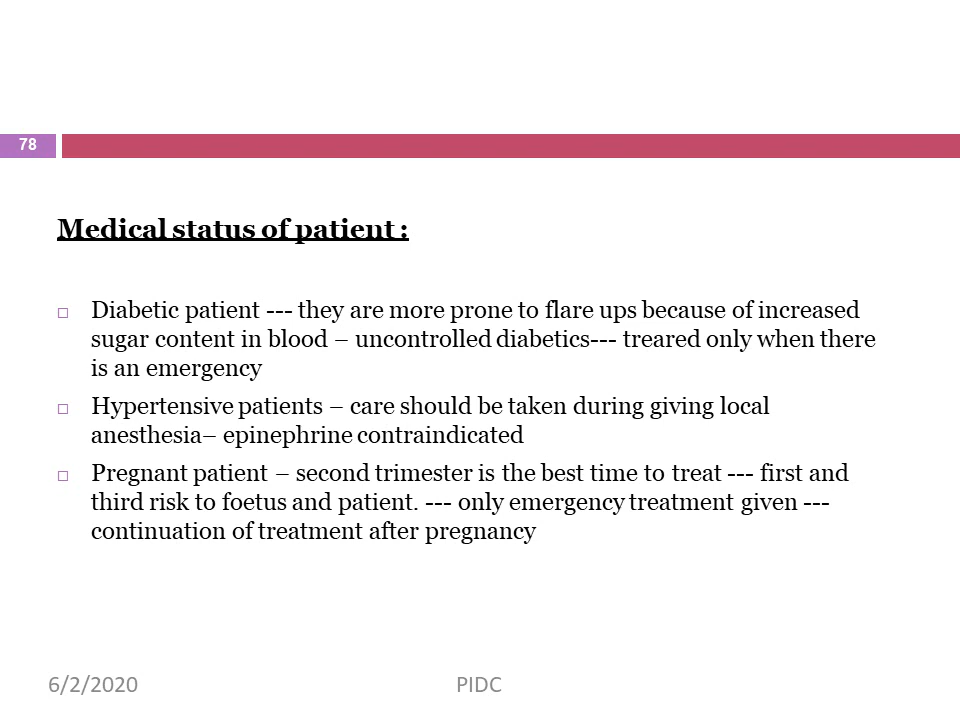 78
Medical status of patient :
Diabetic patient --- they are more prone to flare ups because of increased
sugar content in blood – uncontrolled diabetics--- treared only when there
is an emergency
Hypertensive patients – care should be taken during giving local
anesthesia– epinephrine contraindicated
Pregnant patient – second trimester is the best time to treat --- first and
third risk to foetus and patient. --- only emergency treatment given ---
continuation of treatment after pregnancy
6/2/2020 PIDC